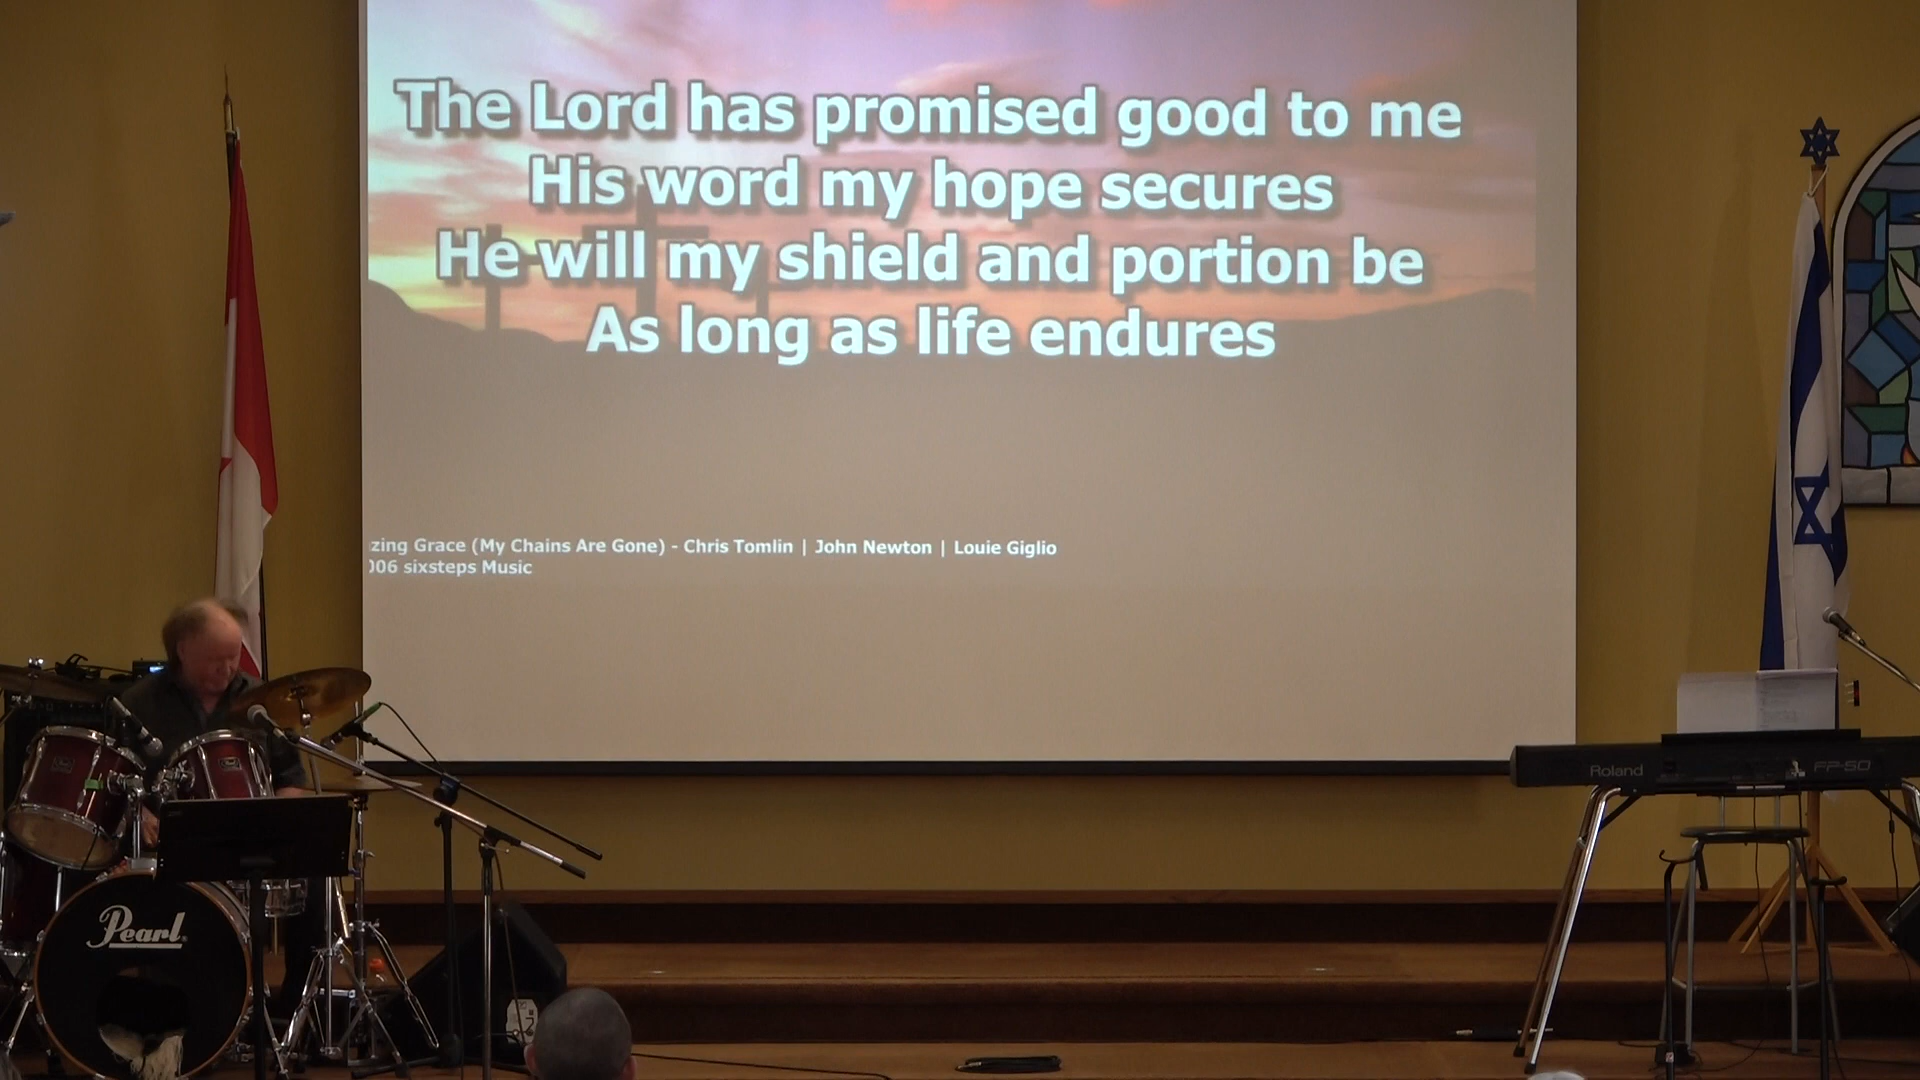 The Lord has promised good to me
His word my hope secures
He will my shield and portion be
As long as life endures
zing Grace (My Chains Are Gone) - Chris Tomlin | John Newton | Louie Giglio
006 sixsteps Music
Roland
FP-50
Pearl